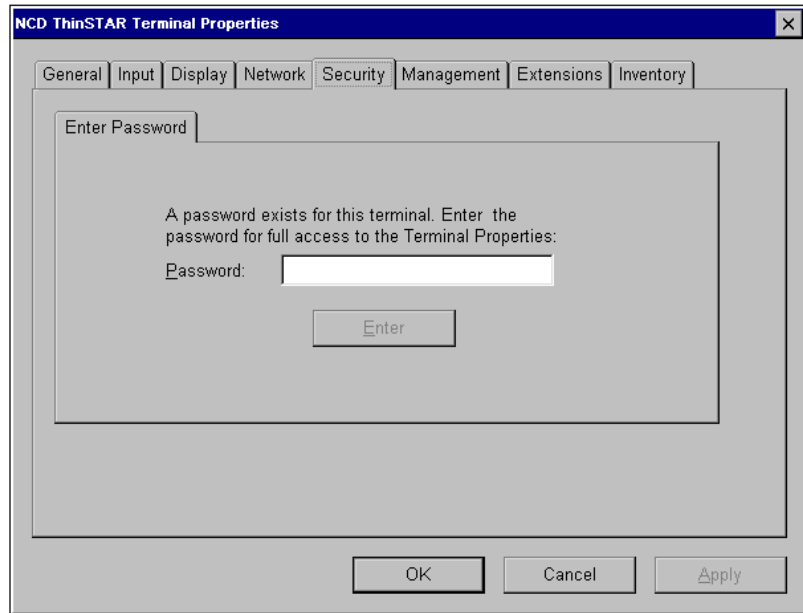 NCD ThinSTAR Terminal Properties
General Input Display Network Security Management Extensions Inventory
Enter Password
A password exists for this terminal. Enter the
password for full access to the Terminal Properties:
Password:
Enter
OK Cancel Apply